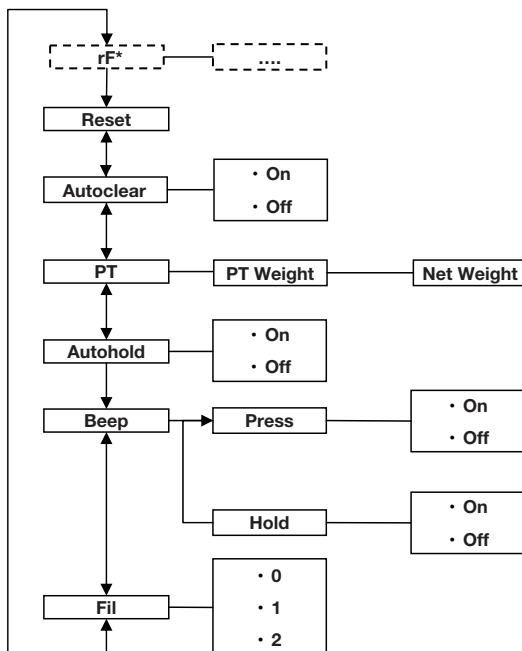 rF*
....
Reset
Autoclear
・ On
・ Off
PT
PT Weight
Net Weight
Autohold
・ On
・ Off
Beep
Press
・ On
・ Off
Hold
・ On
・ Off
Fil
・ 0
・ 1
・ 2